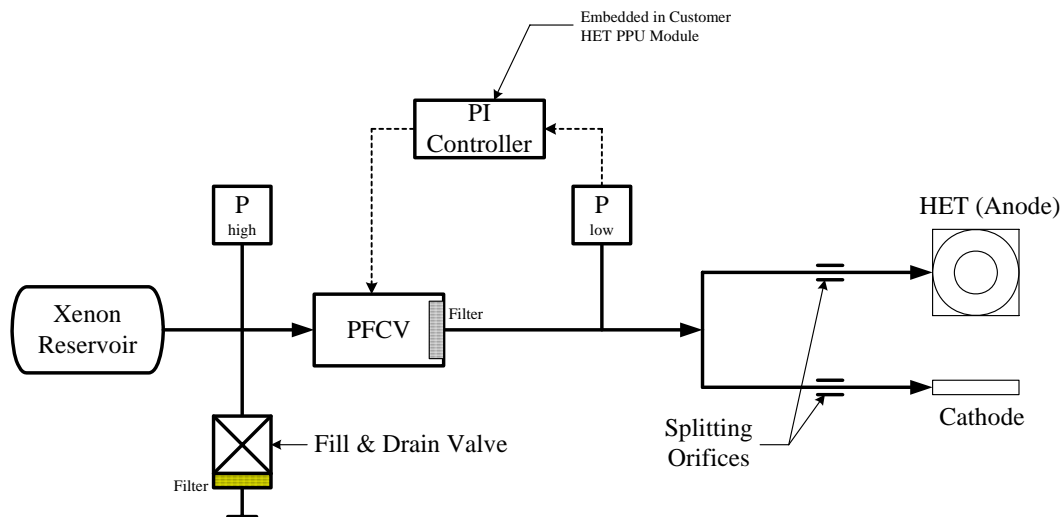 Embedded in Customer
HET PPU Module
PI
Controller
P
high
P
low
HET (Anode)
Xenon
Reservoir
PFCV
Filter
Splitting
Orifices
Cathode
Fill & Drain Valve
Filter